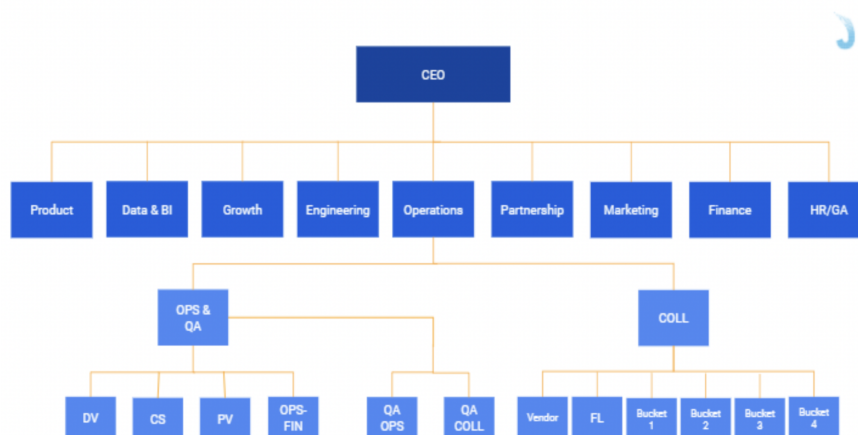 CEO
Product
Data & BI
Growth
Engineering
Operations
Partnership
Marketing
Finance
HR/GA
OPS &
QA
COLL
DV
CS
PV
OPS-
FIN
QA
OPS
QA
COLL
Vendor
FL
Bucket
1
Bucket
2
Bucket
3
Bucket
4